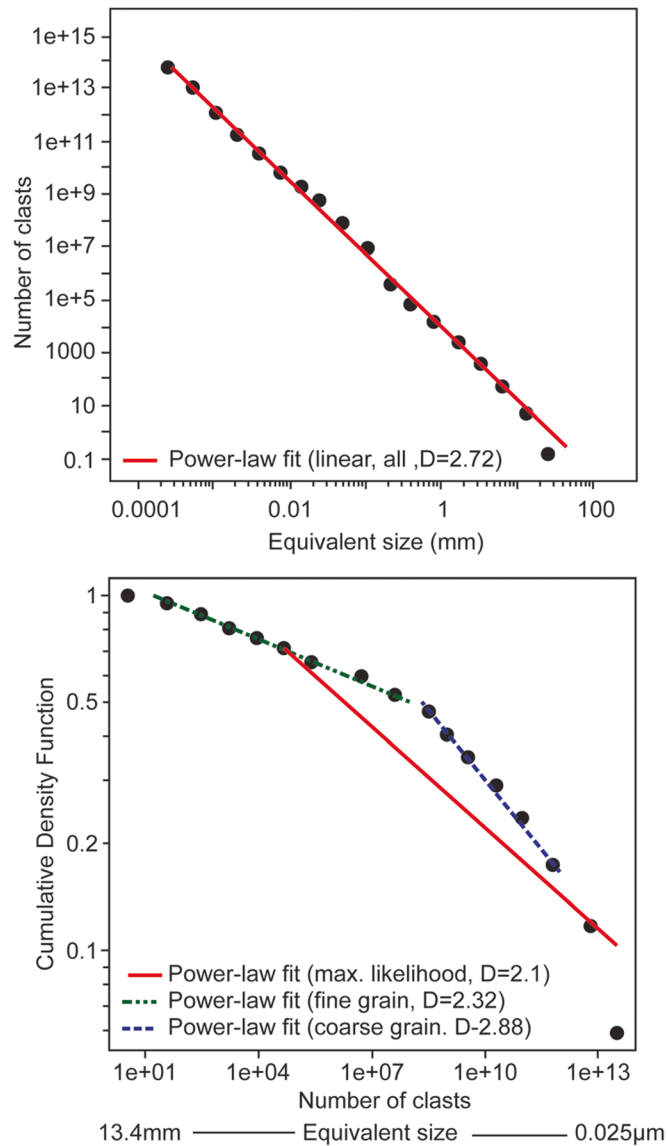 1e+15
1e+13
1e+11
1e+9
1e+7
1e+5
1000
10
0.1
Number of clasts
Power-law fit (linear, all ,D=2.72)
0.0001 0.01 1 100
Equivalent size (mm)
1
0.5
0.2
0.1
Cumulative Density Function
Power-law fit (max. likelihood, D=2.1)
Power-law fit (fine grain, D=2.32)
Power-law fit (coarse grain. D-2.88)
1e+01 1e+04 1e+07 1e+10 1e+13
Number of clasts
13.4mm Equivalent size 0.025µm